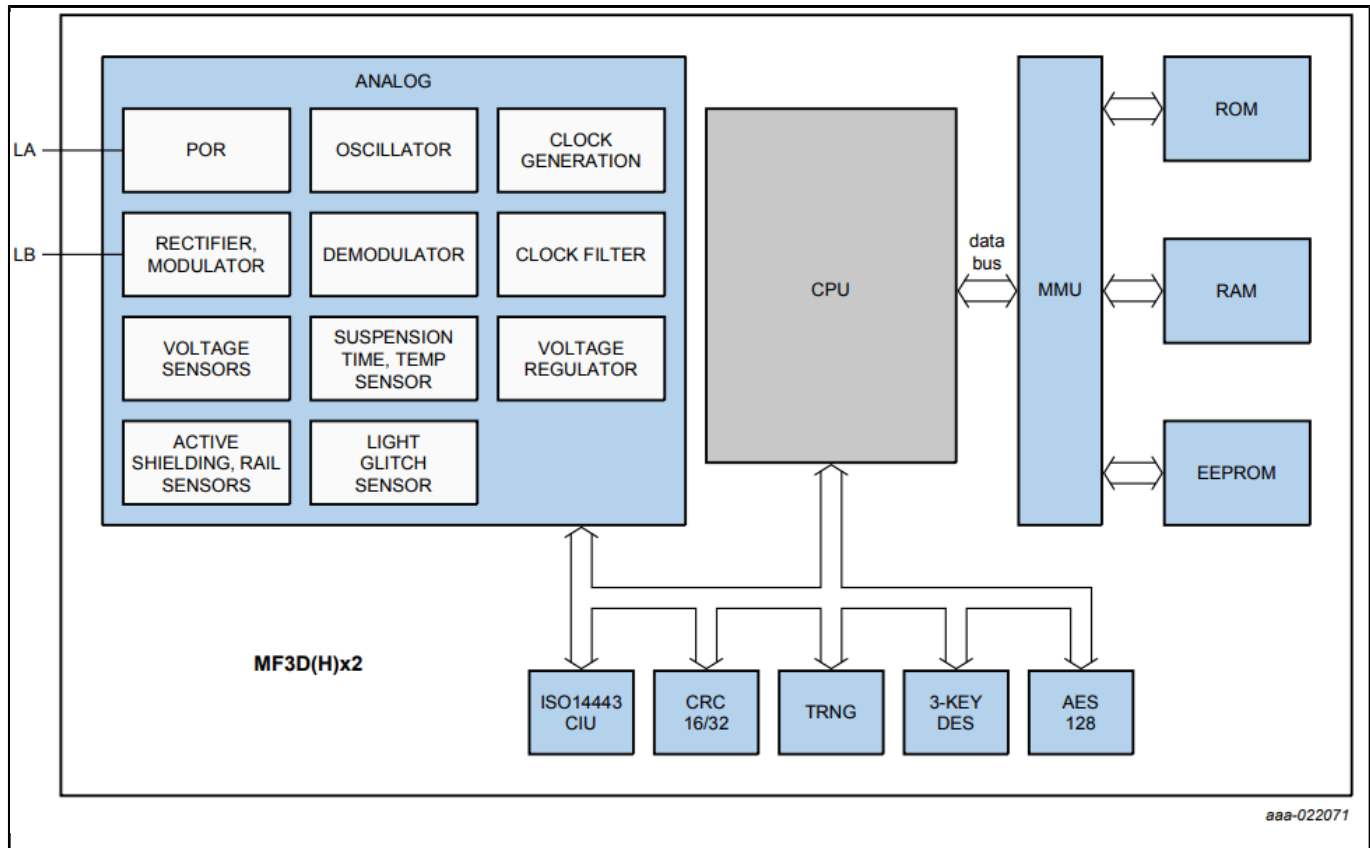 ANALOG
LA
POR
OSCILLATOR
CLOCK
GENERATION
LB
RECTIFIER,
MODULATOR
DEMODULATOR
CLOCK FILTER
VOLTAGE
SENSORS
SUSPENSION
TIME, TEMP
SENSOR
VOLTAGE
REGULATOR
ACTIVE
SHIELDING, RAIL
SENSORS
LIGHT
GLITCH
SENSOR
CPU
data
bus
MMU
ROM
RAM
EEPROM
MF3D(H)x2
ISO14443
CIU
CRC
16/32
TRNG
3-KEY
DES
AES
128
aaa-022071